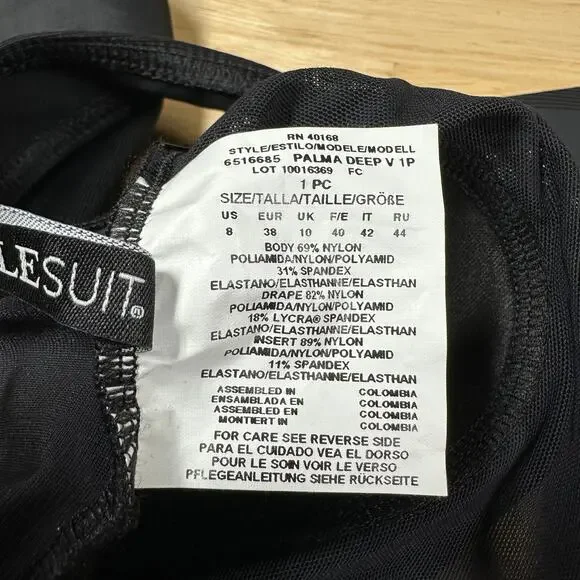 RN 40168
STYLE/ESTILO/MODELE/MODELL
6516685 PALMA DEEP V 1P
LOT 10016369 FC
1 PC
SIZE/TALLA/TAILLE/GRÖßE
US EUR UK F/E IT RU
8 38 10 40 42 44
BODY 69% NYLON
POLIAMIDA/NYLON/POLYAMID
31% SPANDEX
ELASTANO/ELASTHANNE/ELASTHAN
DRAPE 82% NYLON
POLIAMIDA/NYLON/POLYAMID
18% LYCRA® SPANDEX
ELASTANO/ELASTHANNE/ELASTHAN
INSERT 89% NYLON
POLIAMIDA/NYLON/POLYAMID
11% SPANDEX
ELASTANO/ELASTHANNE/ELASTHAN
ASSEMBLED IN COLOMBIA
ENSAMBLADA EN COLOMBIA
ASSEMBLED EN COLOMBIA
MONTIERT IN COLOMBIA
FOR CARE SEE REVERSE SIDE
PARA EL CUIDADO VEA EL DORSO
POUR LE SOIN VOIR LE VERSO
PFLEGEANLEITUNG SIEHE RÜCKSEITE
LESUIT®